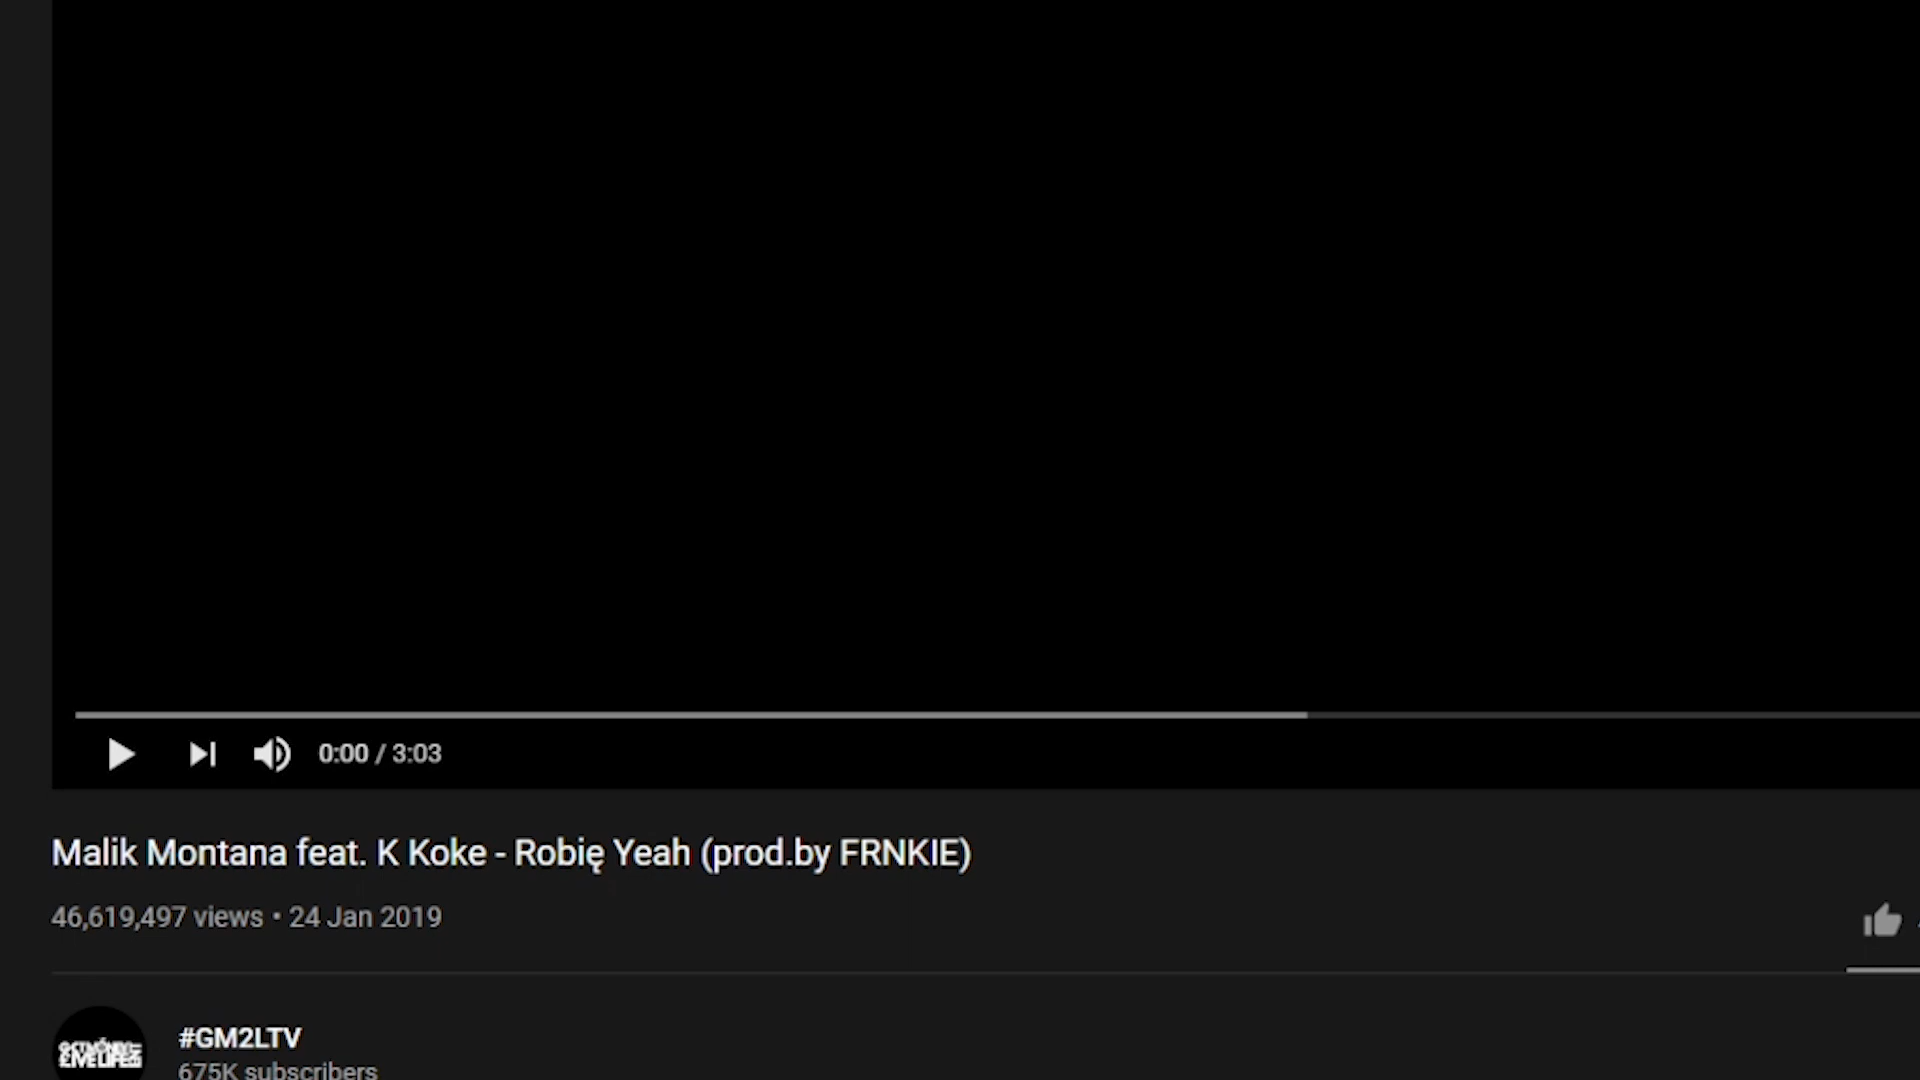 0:00 / 3:03
Malik Montana feat. K Koke - Robię Yeah (prod.by FRNKIE)
46,619,497 views • 24 Jan 2019
#GM2LTV
675K subscribers